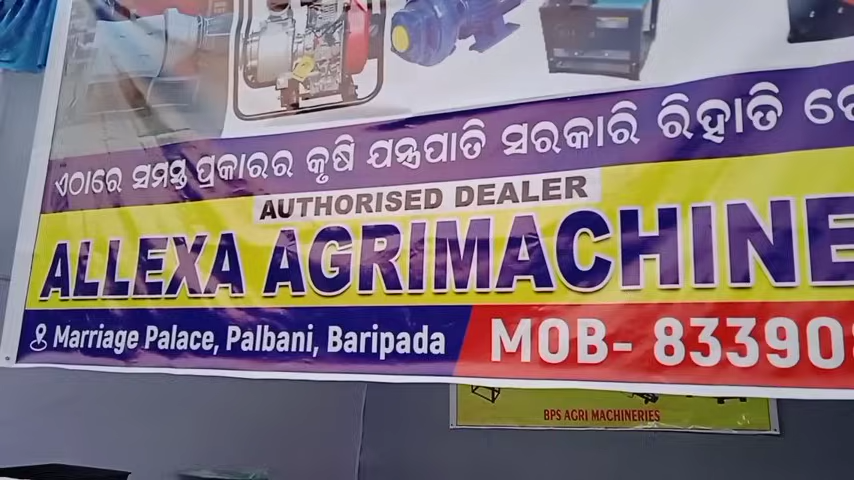 ଏଠାରେ ସମସ୍ତ ପ୍ରକାରର କୃଷି ଯନ୍ତ୍ରପାତି ସରକାରି ରିହାତି
AUTHORISED DEALER
ALLEXA AGRIMACHINE
Marriage Palace, Palbani, Baripada
MOB- 83390
BPS AGRI MACHINERIES